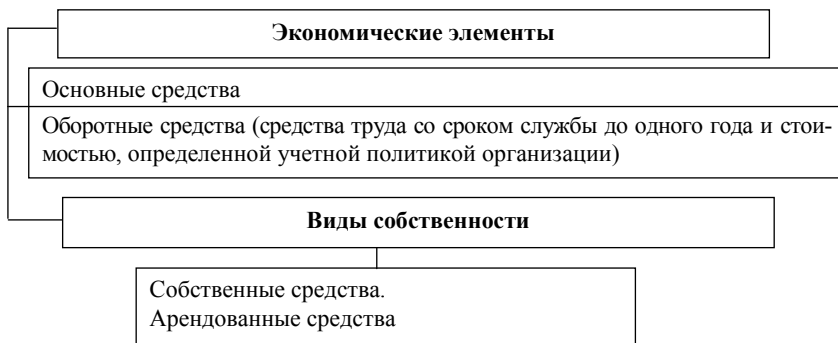 Экономические элементы
Основные средства
Оборотные средства (средства труда со сроком службы до одного года и стои-
мостью, определенной учетной политикой организации)
Виды собственности
Собственные средства.
Арендованные средства